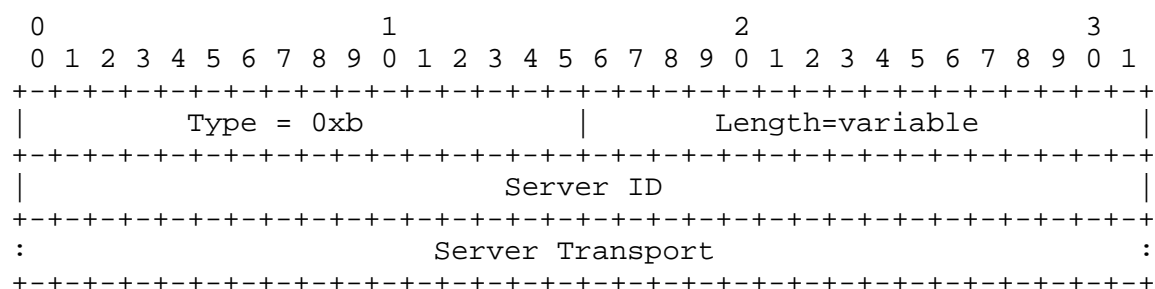 0                   1                   2                   3
 0 1 2 3 4 5 6 7 8 9 0 1 2 3 4 5 6 7 8 9 0 1 2 3 4 5 6 7 8 9 0 1
+-+-+-+-+-+-+-+-+-+-+-+-+-+-+-+-+-+-+-+-+-+-+-+-+-+-+-+-+-+-+-+-+
|         Type = 0xb            |       Length=variable         |
+-+-+-+-+-+-+-+-+-+-+-+-+-+-+-+-+-+-+-+-+-+-+-+-+-+-+-+-+-+-+-+-+
|                           Server ID                           |
+-+-+-+-+-+-+-+-+-+-+-+-+-+-+-+-+-+-+-+-+-+-+-+-+-+-+-+-+-+-+-+-+
:                       Server Transport                        :
+-+-+-+-+-+-+-+-+-+-+-+-+-+-+-+-+-+-+-+-+-+-+-+-+-+-+-+-+-+-+-+-+